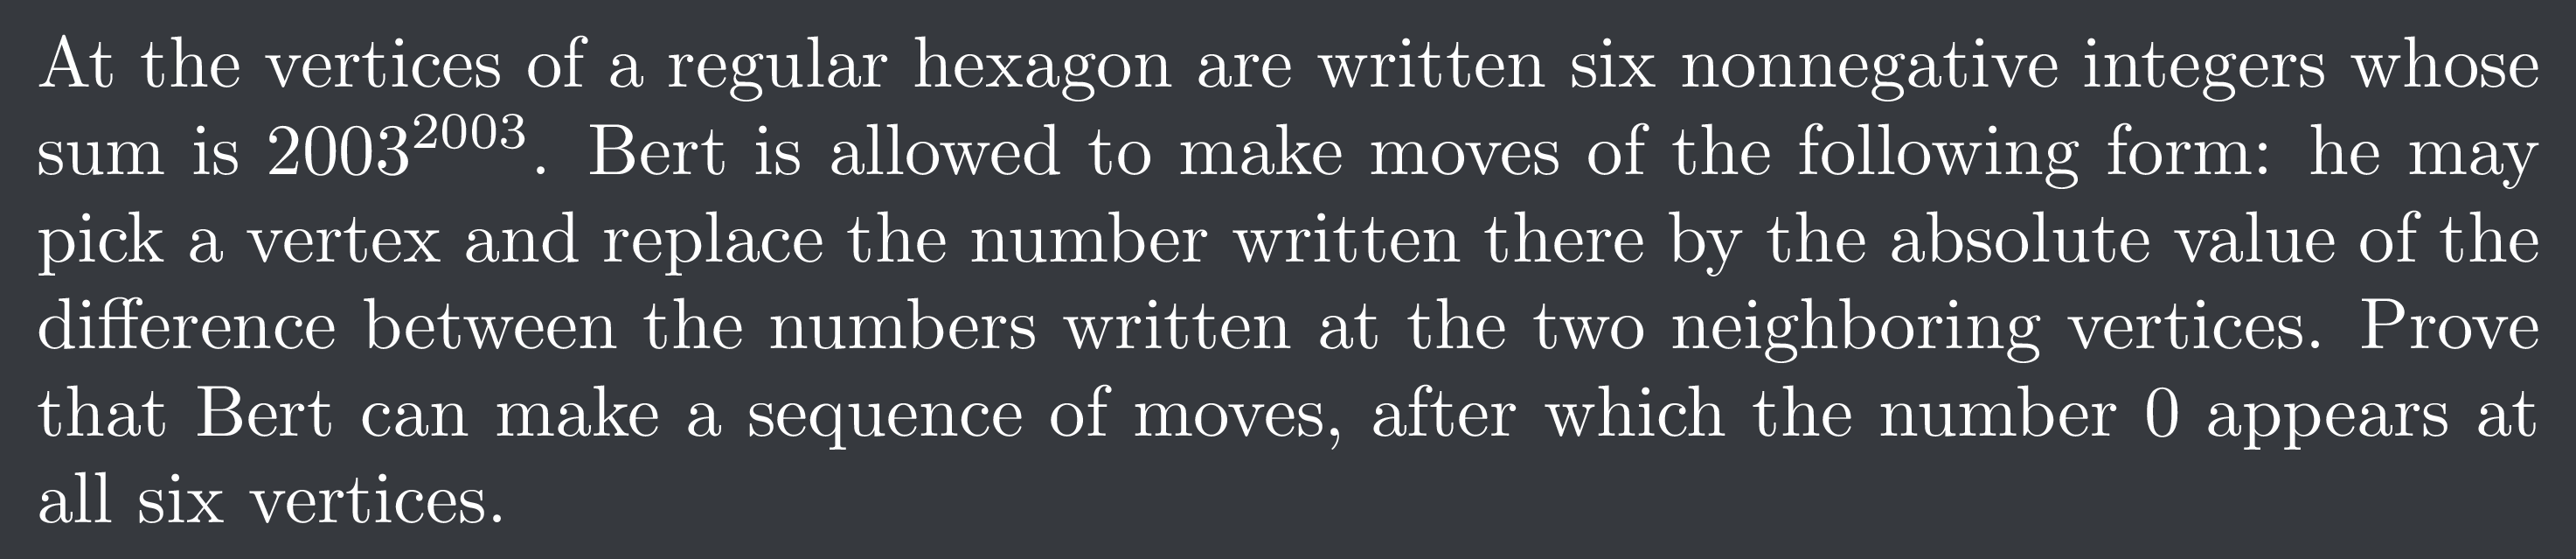 At the vertices of a regular hexagon are written six nonnegative integers whose
sum is 2003^{2003}. Bert is allowed to make moves of the following form: he may
pick a vertex and replace the number written there by the absolute value of the
difference between the numbers written at the two neighboring vertices. Prove
that Bert can make a sequence of moves, after which the number 0 appears at
all six vertices.